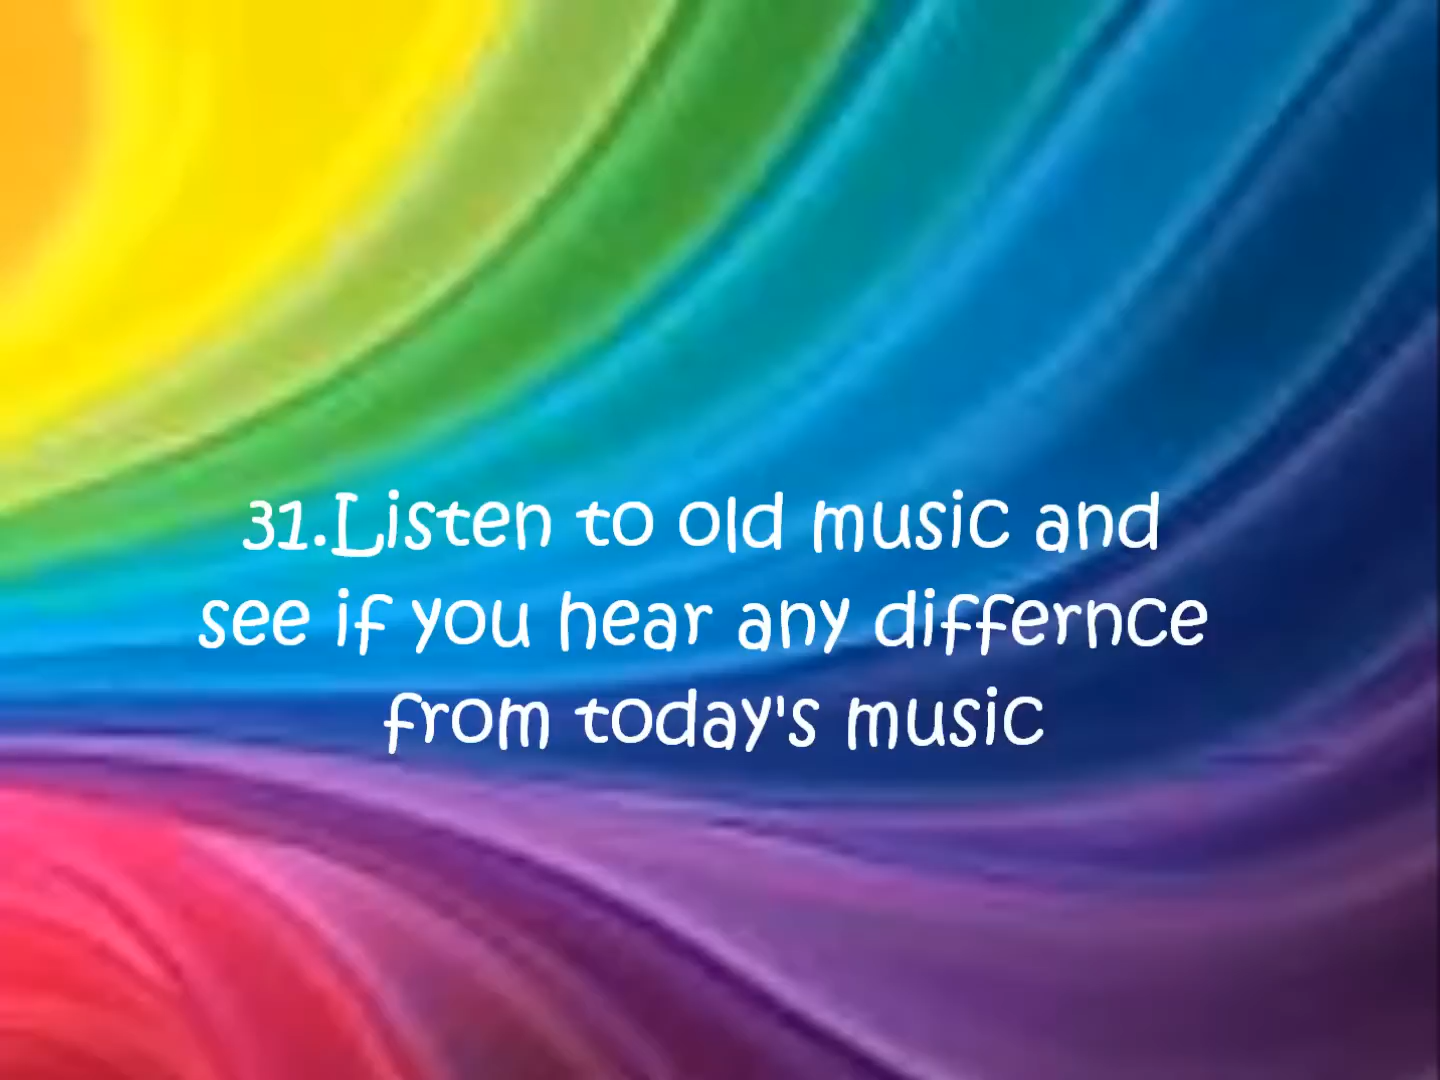 31.Listen to old music and
see if you hear any differnce
from today's music